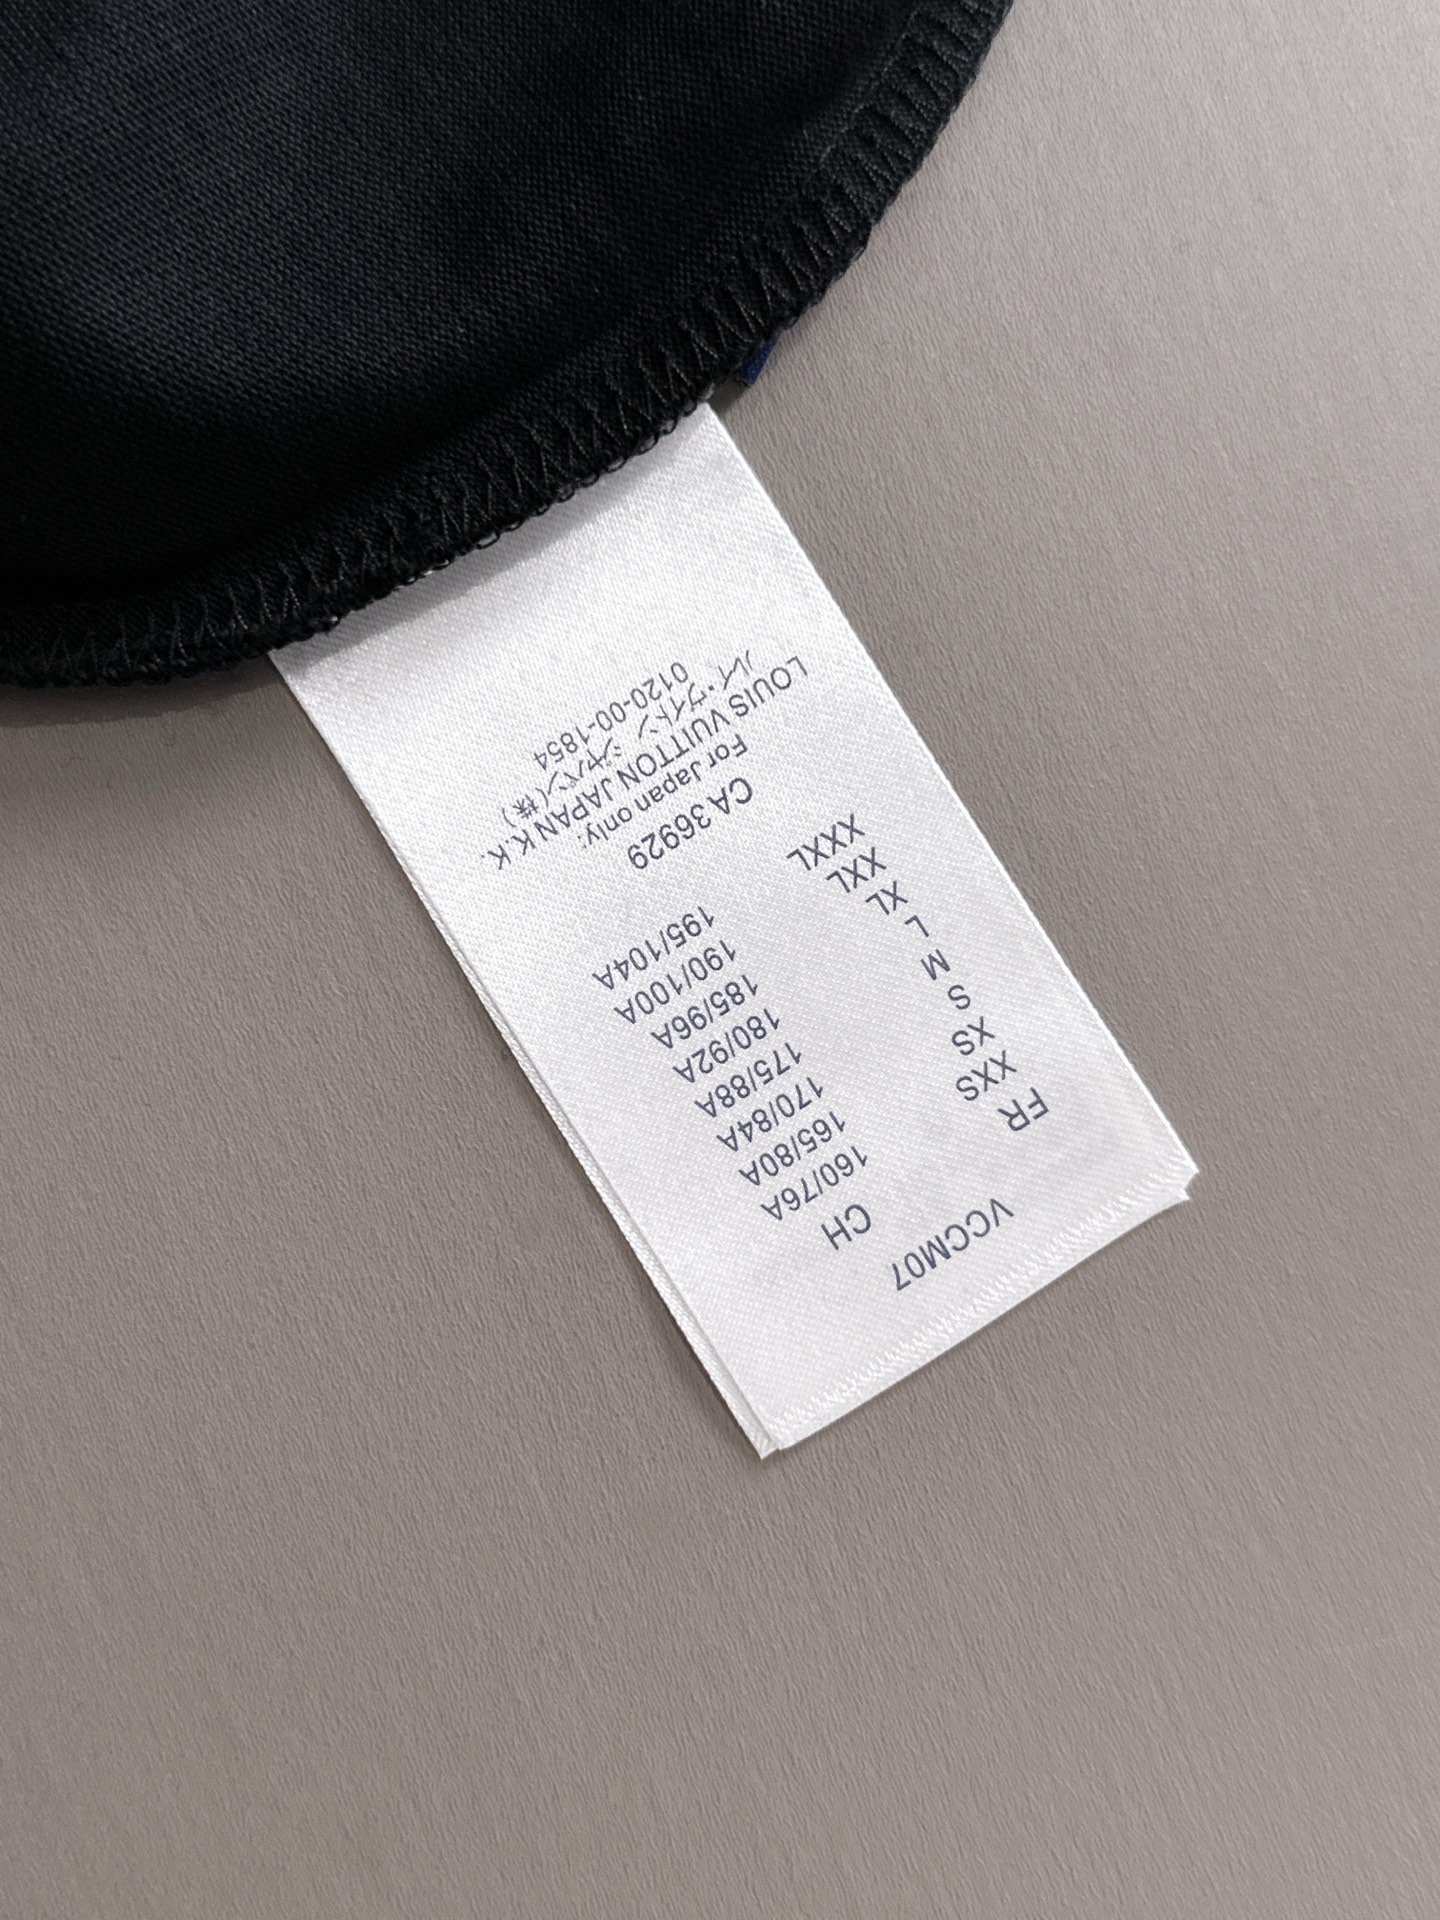 VCCM07
FR CH
XXS 160/76A
XS 165/80A
S 170/84A
M 175/88A
L 180/92A
XL 185/96A
XXL 190/100A
XXXL 195/104A
CA 36929
For Japan only:
LOUIS VUITTON JAPAN K.K.
ルイ・ヴィトン ジャパン(株)
0120-00-1854